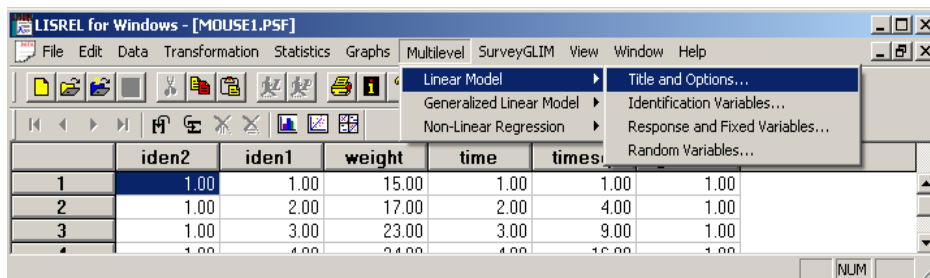 LISREL for Windows - [MOUSE1.PSF]
File Edit Data Transformation Statistics Graphs Multilevel SurveyGLIM View Window Help
Linear Model
Generalized Linear Model
Non-Linear Regression
Title and Options...
Identification Variables...
Response and Fixed Variables...
Random Variables...
iden2 iden1 weight time
1 1.00 1.00 15.00 1.00 1.00 1.00
2 1.00 2.00 17.00 2.00 4.00 1.00
3 1.00 3.00 23.00 3.00 9.00 1.00
NUM